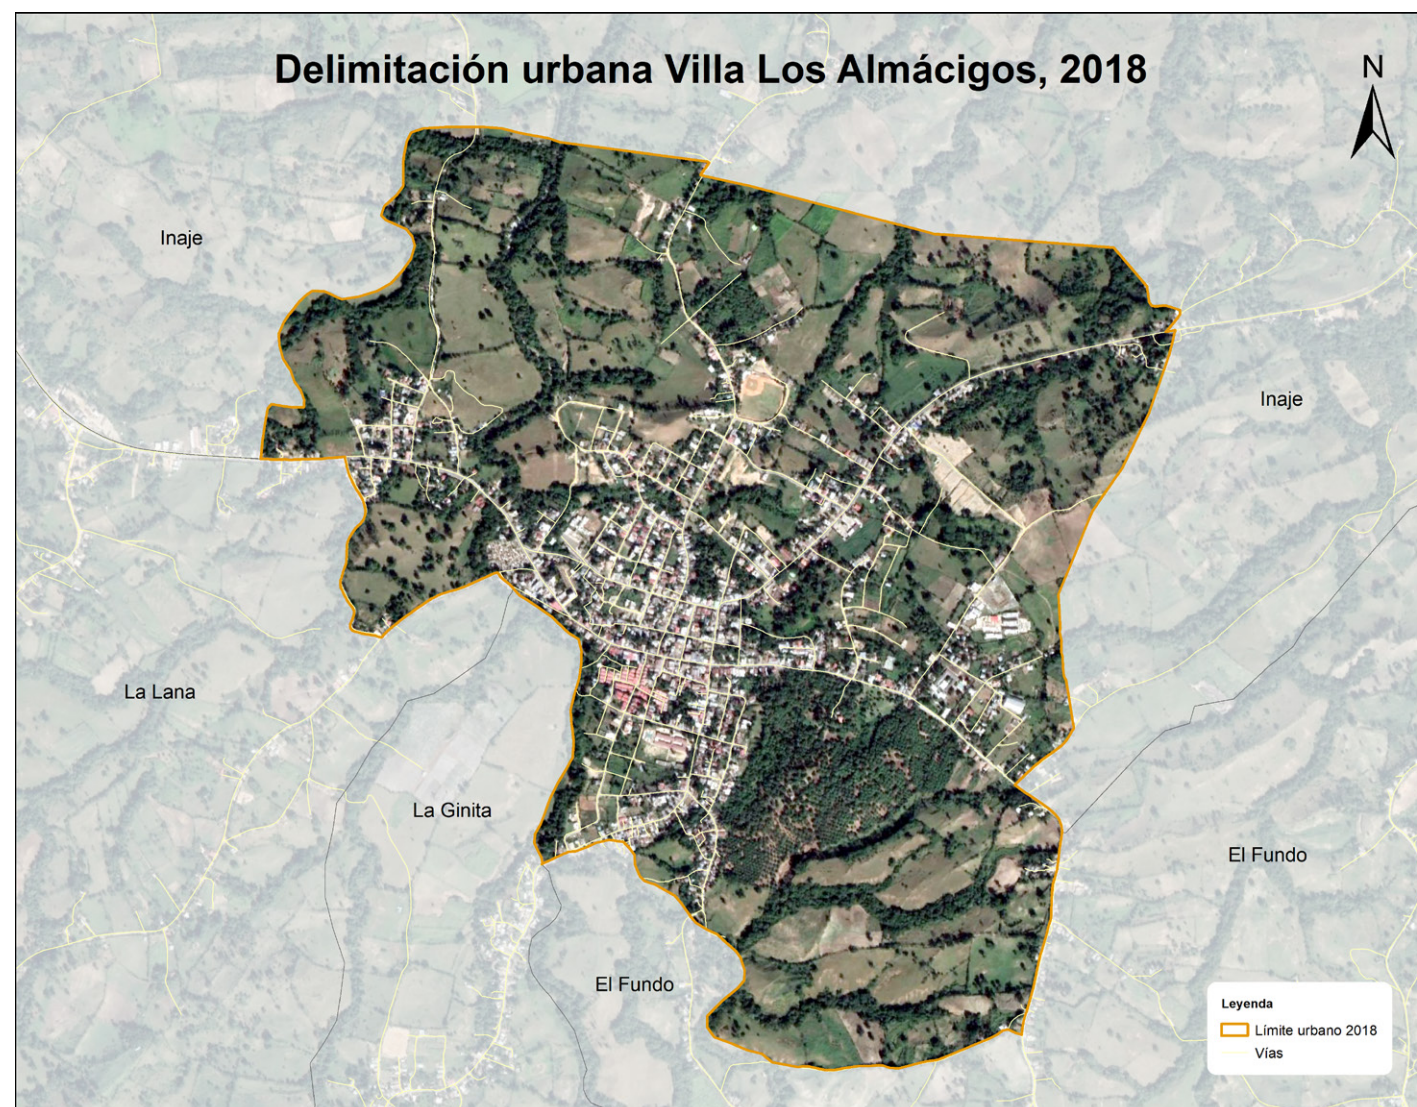 Delimitación urbana Villa Los Almácigos, 2018
N
Inaje
Inaje
La Lana
La Ginita
El Fundo
El Fundo
Leyenda
Límite urbano 2018
Vías